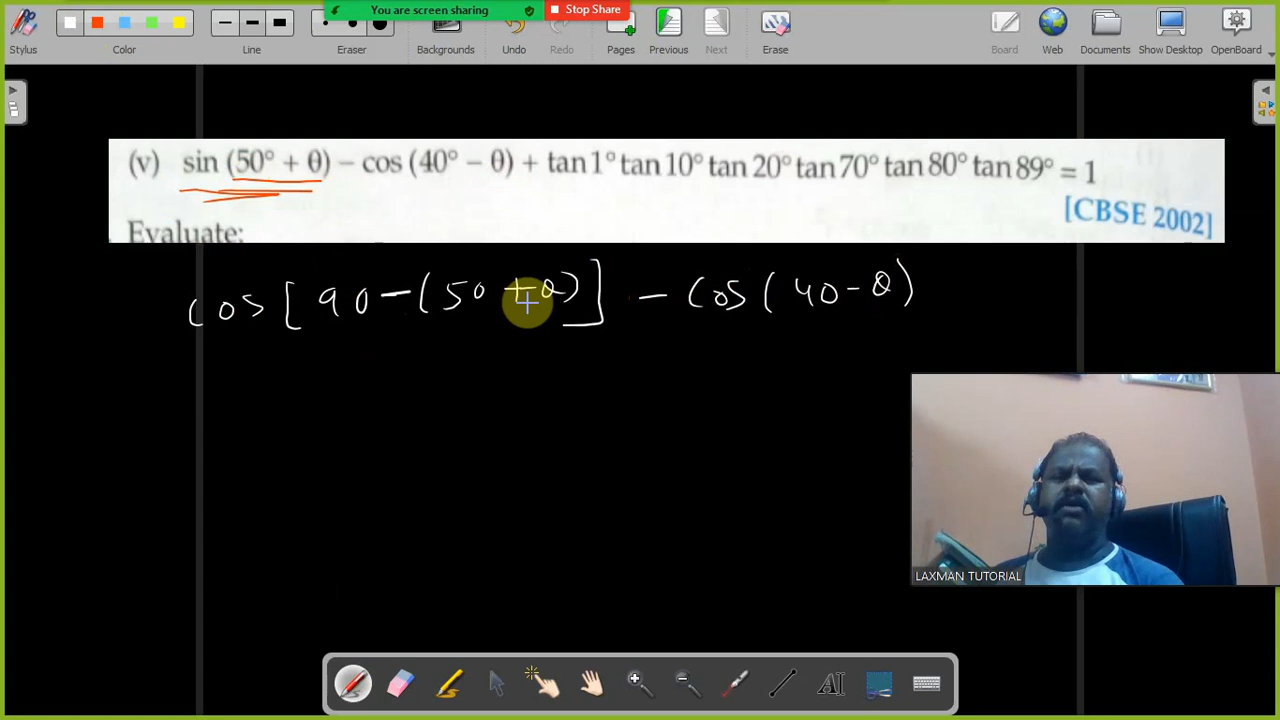 You are screen sharing
Stop Share
Stylus
Color
Line
Eraser
Backgrounds
Undo
Redo
Pages
Previous
Next
Erase
Board
Web
Documents
Show Desktop
OpenBoard
(v) sin (50° + θ) − cos (40° − θ) + tan 1° tan 10° tan 20° tan 70° tan 80° tan 89° = 1
[CBSE 2002]
Evaluate:
cos [ 90 − (50 + θ) ] − cos ( 40 − θ )
LAXMAN TUTORIAL
AI